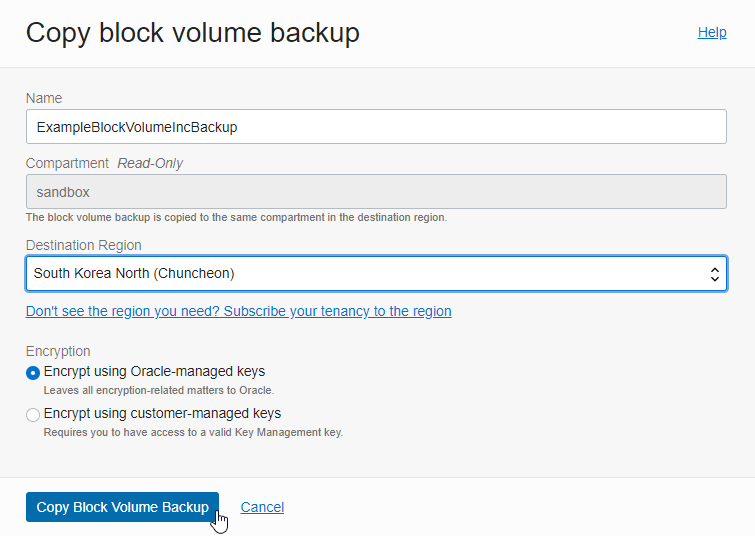 Copy block volume backup
Help
Name
ExampleBlockVolumeIncBackup
Compartment Read-Only
sandbox
The block volume backup is copied to the same compartment in the destination region.
Destination Region
South Korea North (Chuncheon)
Don't see the region you need? Subscribe your tenancy to the region
Encryption
Encrypt using Oracle-managed keys
Leaves all encryption-related matters to Oracle.
Encrypt using customer-managed keys
Requires you to have access to a valid Key Management key.
Copy Block Volume Backup
Cancel